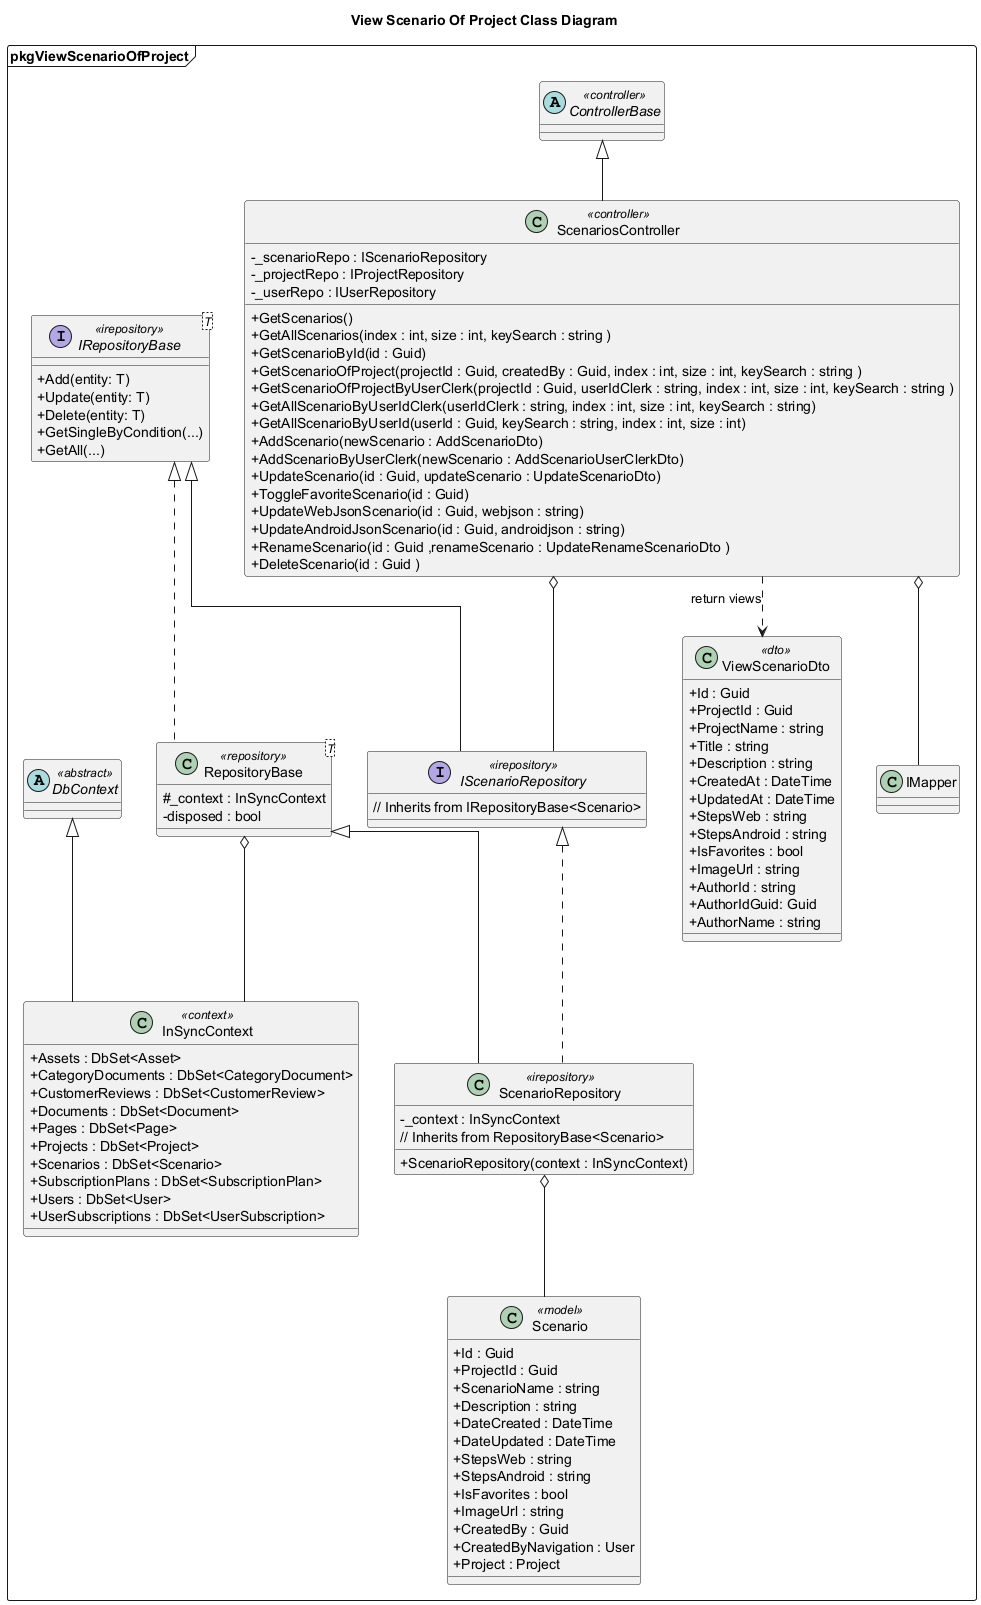 View Scenario Of Project Class Diagram
pkgViewScenarioOfProject
A
«controller»
ControllerBase
C
«controller»
ScenariosController
-_scenarioRepo : IScenarioRepository
-_projectRepo : IProjectRepository
-_userRepo : IUserRepository
+GetScenarios()
+GetAllScenarios(index : int, size : int, keySearch : string )
+GetScenarioById(id : Guid)
+GetScenarioOfProject(projectId : Guid, createdBy : Guid, index : int, size : int, keySearch : string )
+GetScenarioOfProjectByUserClerk(projectId : Guid, userIdClerk : string, index : int, size : int, keySearch : string )
+GetAllScenarioByUserIdClerk(userIdClerk : string, index : int, size : int, keySearch : string)
+GetAllScenarioByUserId(userId : Guid, keySearch : string, index : int, size : int)
+AddScenario(newScenario : AddScenarioDto)
+AddScenarioByUserClerk(newScenario : AddScenarioUserClerkDto)
+UpdateScenario(id : Guid, updateScenario : UpdateScenarioDto)
+ToggleFavoriteScenario(id : Guid)
+UpdateWebJsonScenario(id : Guid, webjson : string)
+UpdateAndroidJsonScenario(id : Guid, androidjson : string)
+RenameScenario(id : Guid ,renameScenario : UpdateRenameScenarioDto )
+DeleteScenario(id : Guid )
I
«irepository»
IRepositoryBase
T
+Add(entity: T)
+Update(entity: T)
+Delete(entity: T)
+GetSingleByCondition(...)
+GetAll(...)
return views
C
«dto»
ViewScenarioDto
+Id : Guid
+ProjectId : Guid
+ProjectName : string
+Title : string
+Description : string
+CreatedAt : DateTime
+UpdatedAt : DateTime
+StepsWeb : string
+StepsAndroid : string
+IsFavorites : bool
+ImageUrl : string
+AuthorId : string
+AuthorIdGuid: Guid
+AuthorName : string
A
«abstract»
DbContext
C
«repository»
RepositoryBase
T
#_context : InSyncContext
-disposed : bool
I
«irepository»
IScenarioRepository
// Inherits from IRepositoryBase<Scenario>
C
IMapper
C
«context»
InSyncContext
+Assets : DbSet<Asset>
+CategoryDocuments : DbSet<CategoryDocument>
+CustomerReviews : DbSet<CustomerReview>
+Documents : DbSet<Document>
+Pages : DbSet<Page>
+Projects : DbSet<Project>
+Scenarios : DbSet<Scenario>
+SubscriptionPlans : DbSet<SubscriptionPlan>
+Users : DbSet<User>
+UserSubscriptions : DbSet<UserSubscription>
C
«irepository»
ScenarioRepository
-_context : InSyncContext
// Inherits from RepositoryBase<Scenario>
+ScenarioRepository(context : InSyncContext)
C
«model»
Scenario
+Id : Guid
+ProjectId : Guid
+ScenarioName : string
+Description : string
+DateCreated : DateTime
+DateUpdated : DateTime
+StepsWeb : string
+StepsAndroid : string
+IsFavorites : bool
+ImageUrl : string
+CreatedBy : Guid
+CreatedByNavigation : User
+Project : Project